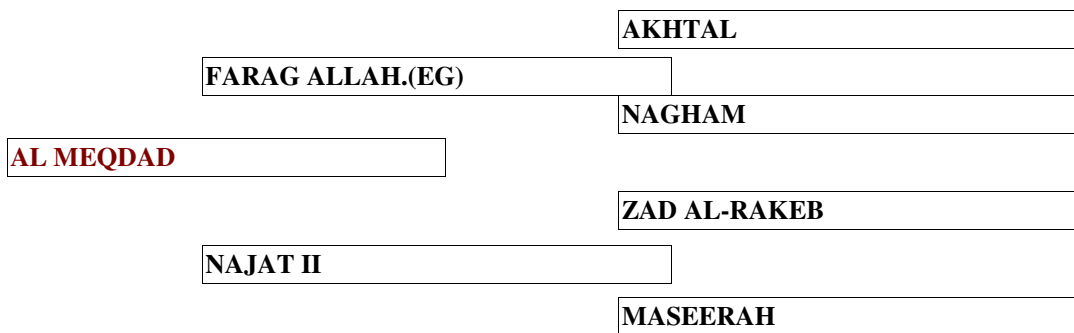 AKHTAL
FARAG ALLAH.(EG)
NAGHAM
AL MEQDAD
ZAD AL-RAKEB
NAJAT II
MASEERAH